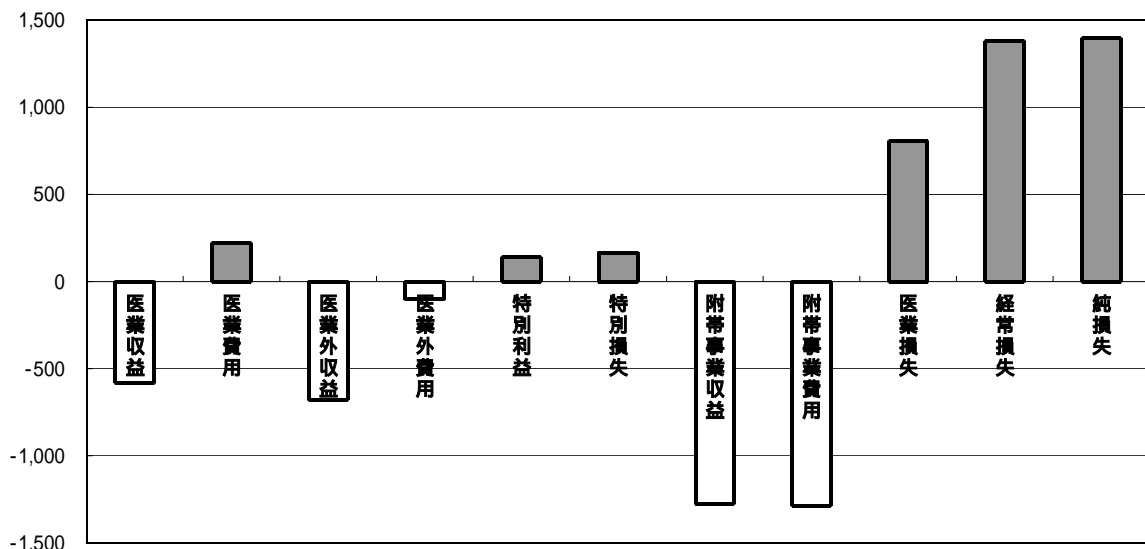 1,500
1,000
500
0
-500
-1,000
-1,500
医業収益
医業費用
医業外収益
医業外費用
特別利益
特別損失
附帯事業収益
附帯事業費用
医業損失
経常損失
純損失